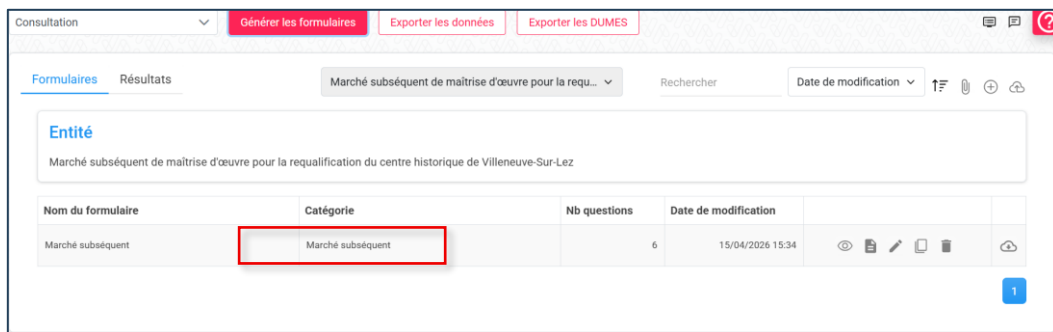 Consultation
Générer les formulaires
Exporter les données
Exporter les DUMES
?
Formulaires
Résultats
Marché subséquent de maîtrise d'œuvre pour la requ...
Rechercher
Date de modification
Entité
Marché subséquent de maîtrise d'œuvre pour la requalification du centre historique de Villeneuve-Sur-Lez
Nom du formulaire Catégorie Nb questions Date de modification
Marché subséquent Marché subséquent 6 15/04/2026 15:34
1